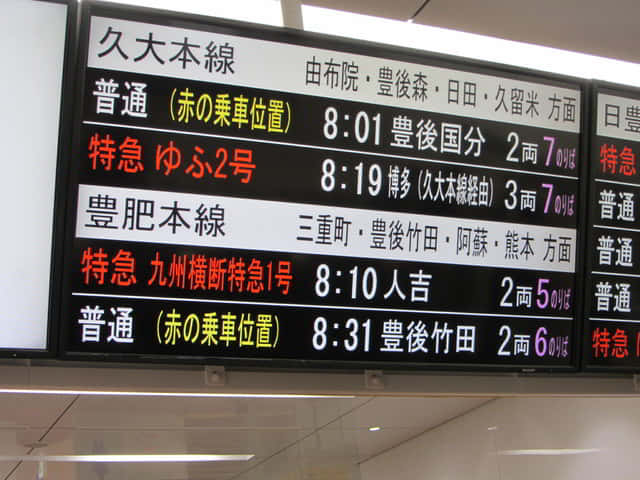 久大本線 由布院・豊後森・日田・久留米 方面
普通 (赤の乗車位置) 8:01 豊後国分 2両 7のりば
特急 ゆふ2号 8:19 博多(久大本線経由) 3両 7のりば
豊肥本線 三重町・豊後竹田・阿蘇・熊本 方面
特急 九州横断特急1号 8:10 人吉 2両 5のりば
普通 (赤の乗車位置) 8:31 豊後竹田 2両 6のりば
日豊
特急
普通
普通
普通
特急